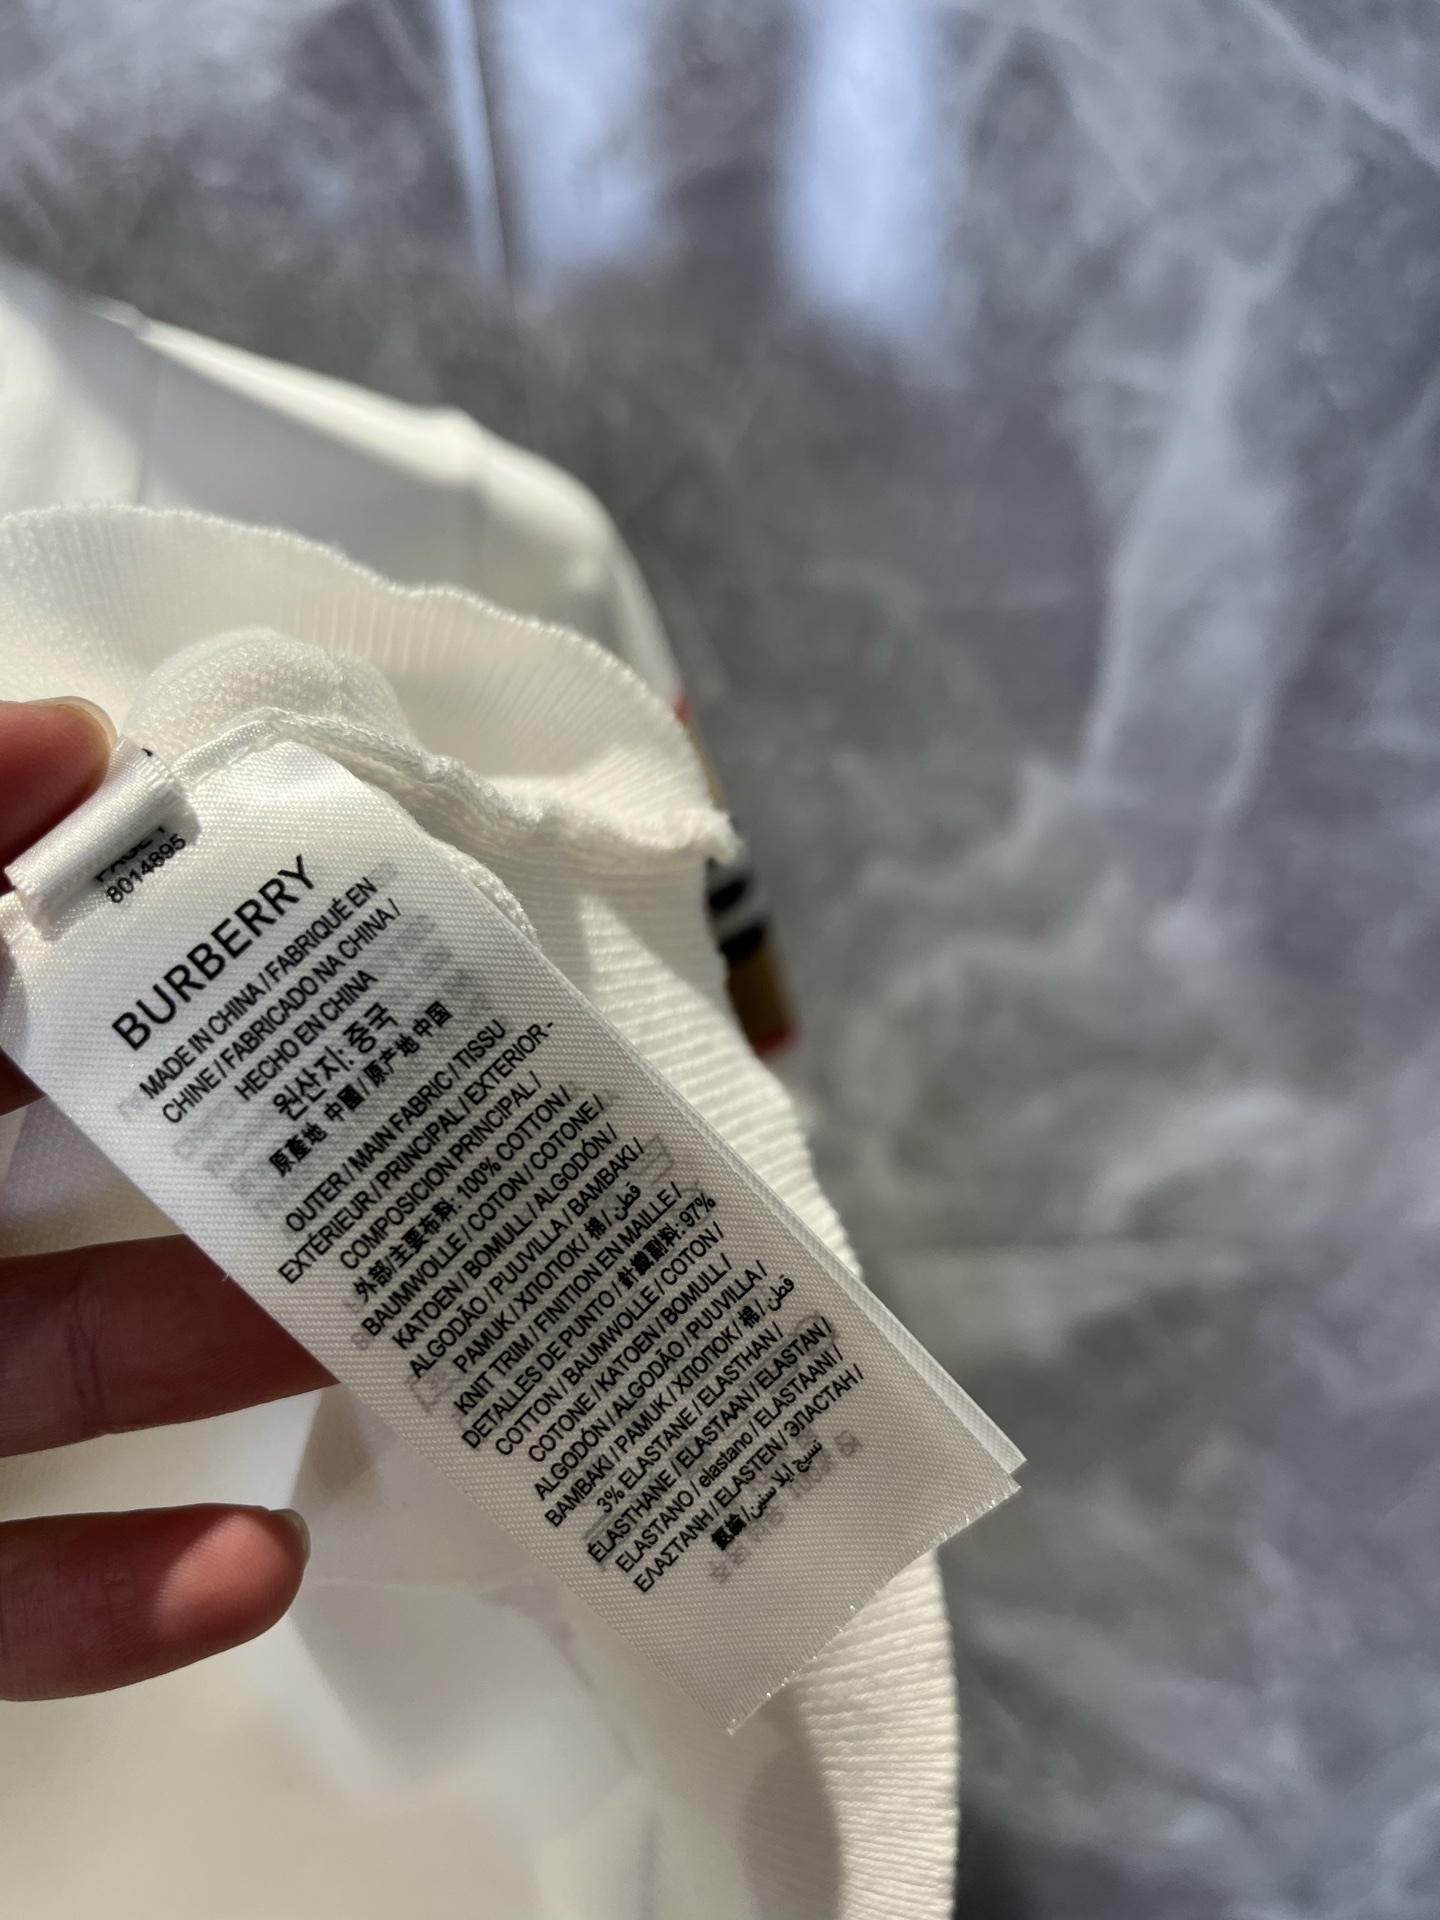 8014895
BURBERRY
MADE IN CHINA / FABRIQUÉ EN
CHINE / FABRICADO NA CHINA /
HECHO EN CHINA
원산지: 중국
原產地 中國 / 原产地 中国
OUTER / MAIN FABRIC / TISSU
EXTERIEUR / PRINCIPAL / EXTERIOR -
COMPOSICION PRINCIPAL /
外部/主要布料: 100% COTTON /
BAUMWOLLE / COTON / COTONE /
KATOEN / BOMULL / ALGODÓN /
ALGODÃO / PUUVILLA / BAMBAKI /
PAMUK / ХЛОПОК/ 棉/ قطن
KNIT TRIM / FINITION EN MAILLE /
DETALLES DE PUNTO / 針織副料: 97%
COTTON / BAUMWOLLE / COTON /
COTONE / KATOEN / BOMULL /
ALGODÓN / ALGODÃO / PUUVILLA /
BAMBAKI / PAMUK / ХЛОПОК/ 棉/ قطن
3% ELASTANE / ELASTHAN /
ÉLASTHANE / ELASTAAN / ELASTAN /
ELASTANO / elastano / ELASTAANI /
ΕΛΑΣΤΑΝΗ / ELASTEN / ЭЛАСТАН /